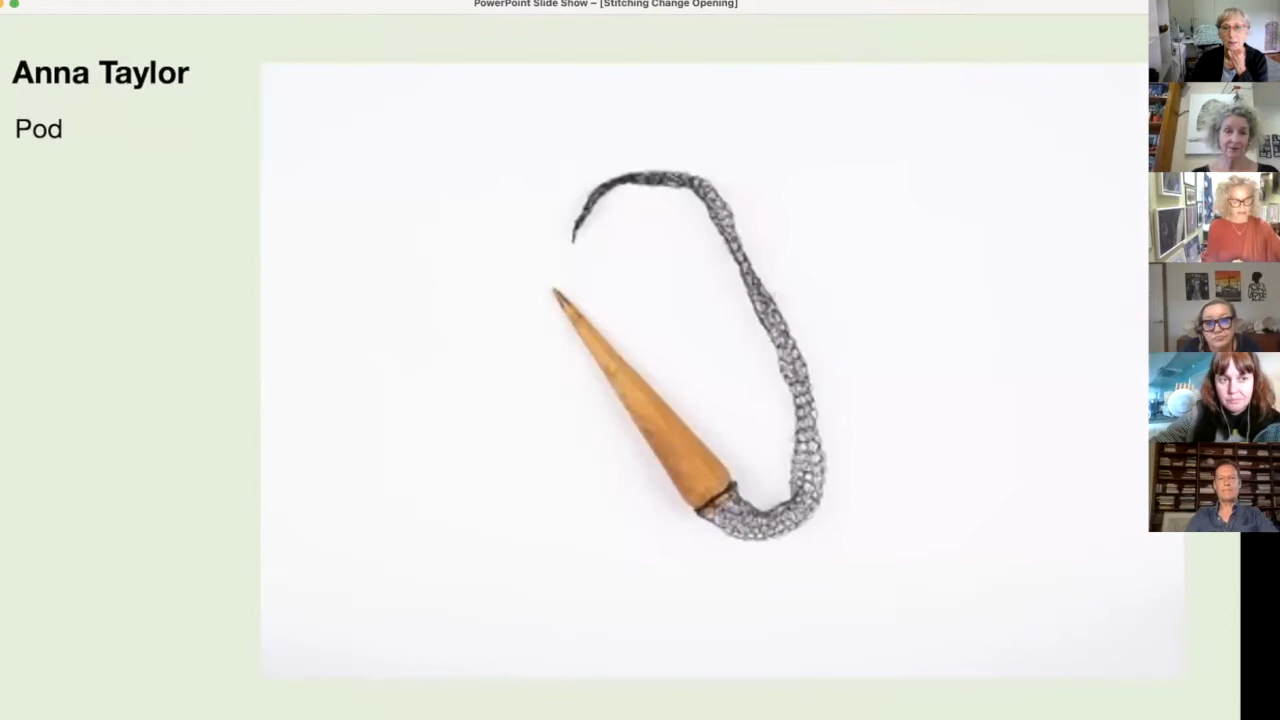 PowerPoint Slide Show – [Stitching Change Opening]
Anna Taylor
Pod